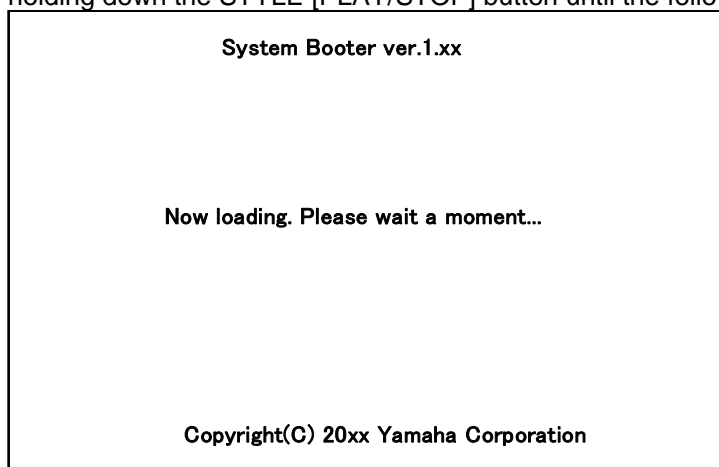 holding down the STYLE [PLAY/STOP] button until the follo
System Booter ver.1.xx
Now loading. Please wait a moment...
Copyright(C) 20xx Yamaha Corporation